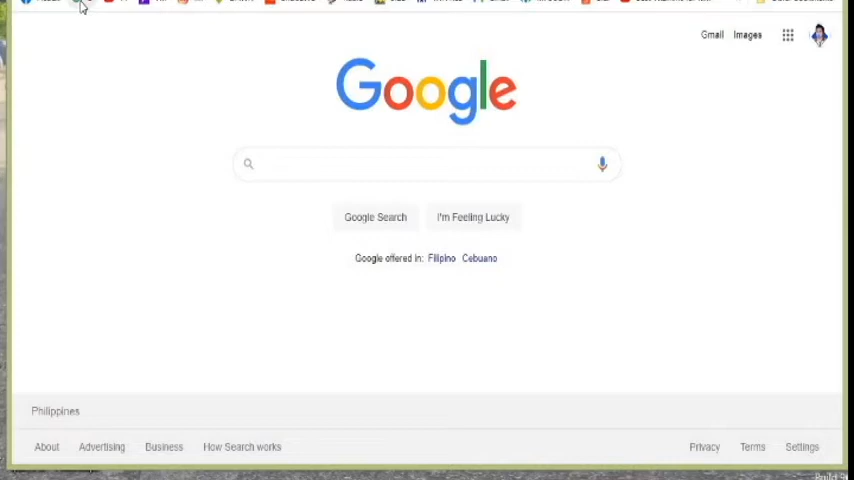 Gmail Images
Google
Google Search I'm Feeling Lucky
Google offered in: Filipino Cebuano
Philippines
About Advertising Business How Search works Privacy Terms Settings